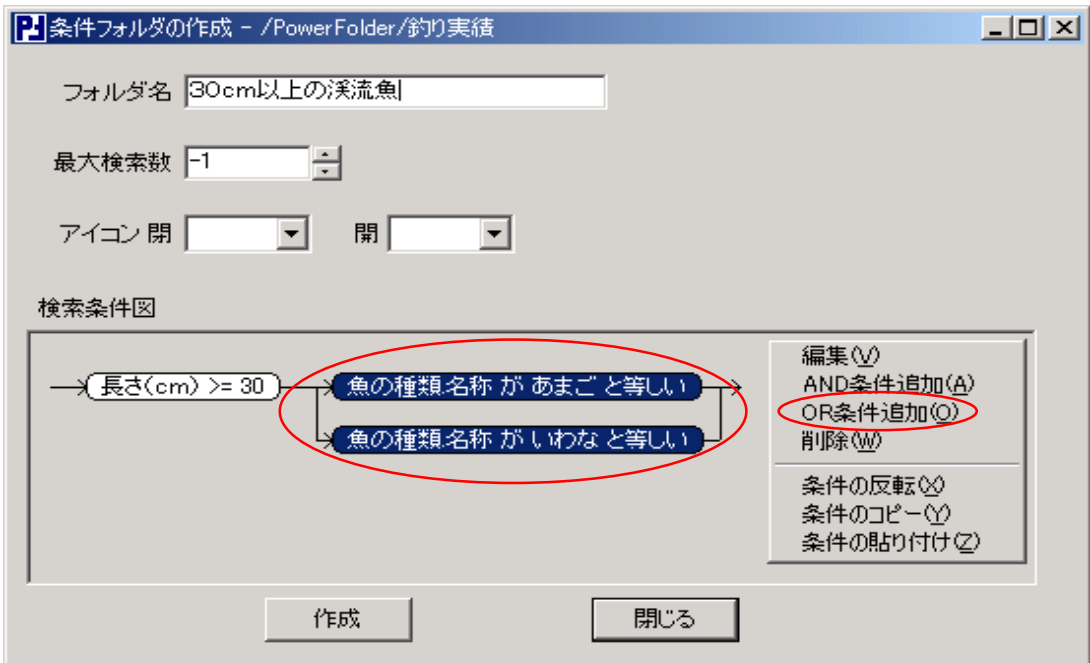 条件フォルダの作成 - /PowerFolder/釣り実績
フォルダ名 30cm以上の渓流魚
最大検索数 -1
アイコン 閉 開
検索条件図
長さ(cm) >= 30
魚の種類.名称 が あまご と等しい
魚の種類.名称 が いわな と等しい
編集(V)
AND条件追加(A)
OR条件追加(O)
削除(W)
条件の反転(X)
条件のコピー(Y)
条件の貼り付け(Z)
作成 閉じる